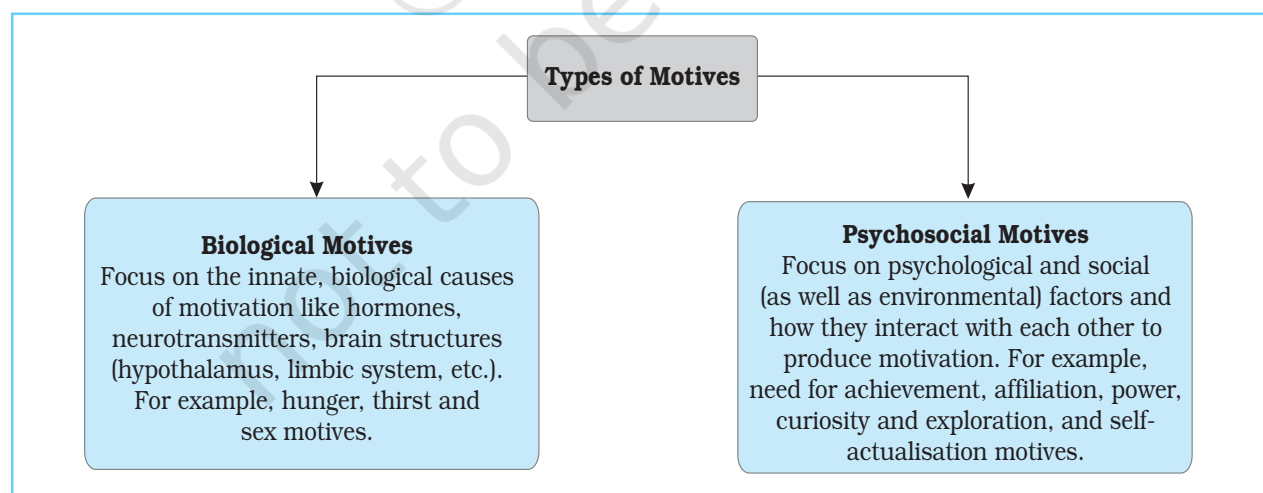 Types of Motives
Biological Motives
Focus on the innate, biological causes
of motivation like hormones,
neurotransmitters, brain structures
(hypothalamus, limbic system, etc.).
For example, hunger, thirst and
sex motives.
Psychosocial Motives
Focus on psychological and social
(as well as environmental) factors and
how they interact with each other to
produce motivation. For example,
need for achievement, affiliation, power,
curiosity and exploration, and self-
actualisation motives.
not to be